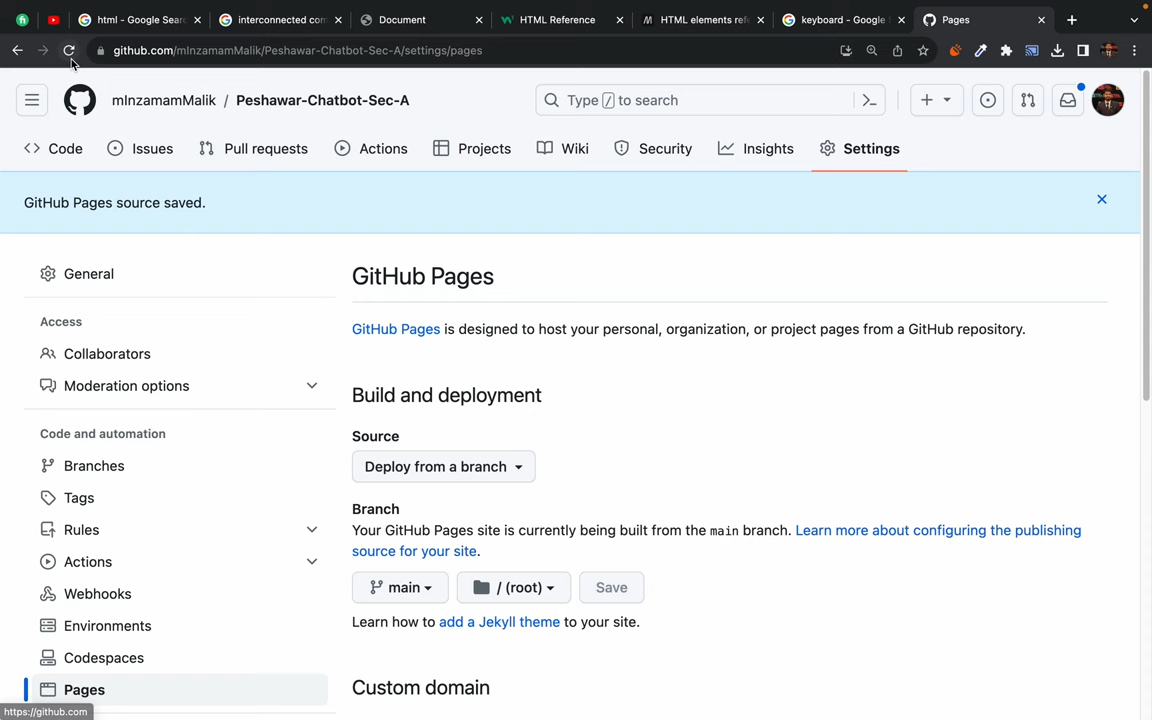 html - Google Sear
interconnected com
Document
HTML Reference
HTML elements refe
keyboard - Google S
Pages
github.com/mInzamamMalik/Peshawar-Chatbot-Sec-A/settings/pages
mInzamamMalik / Peshawar-Chatbot-Sec-A
Type / to search
Code
Issues
Pull requests
Actions
Projects
Wiki
Security
Insights
Settings
GitHub Pages source saved.
General
Access
Collaborators
Moderation options
Code and automation
Branches
Tags
Rules
Actions
Webhooks
Environments
Codespaces
Pages
https://github.com
GitHub Pages
GitHub Pages is designed to host your personal, organization, or project pages from a GitHub repository.
Build and deployment
Source
Deploy from a branch
Branch
Your GitHub Pages site is currently being built from the main branch. Learn more about configuring the publishing
source for your site.
main
/ (root)
Save
Learn how to add a Jekyll theme to your site.
Custom domain